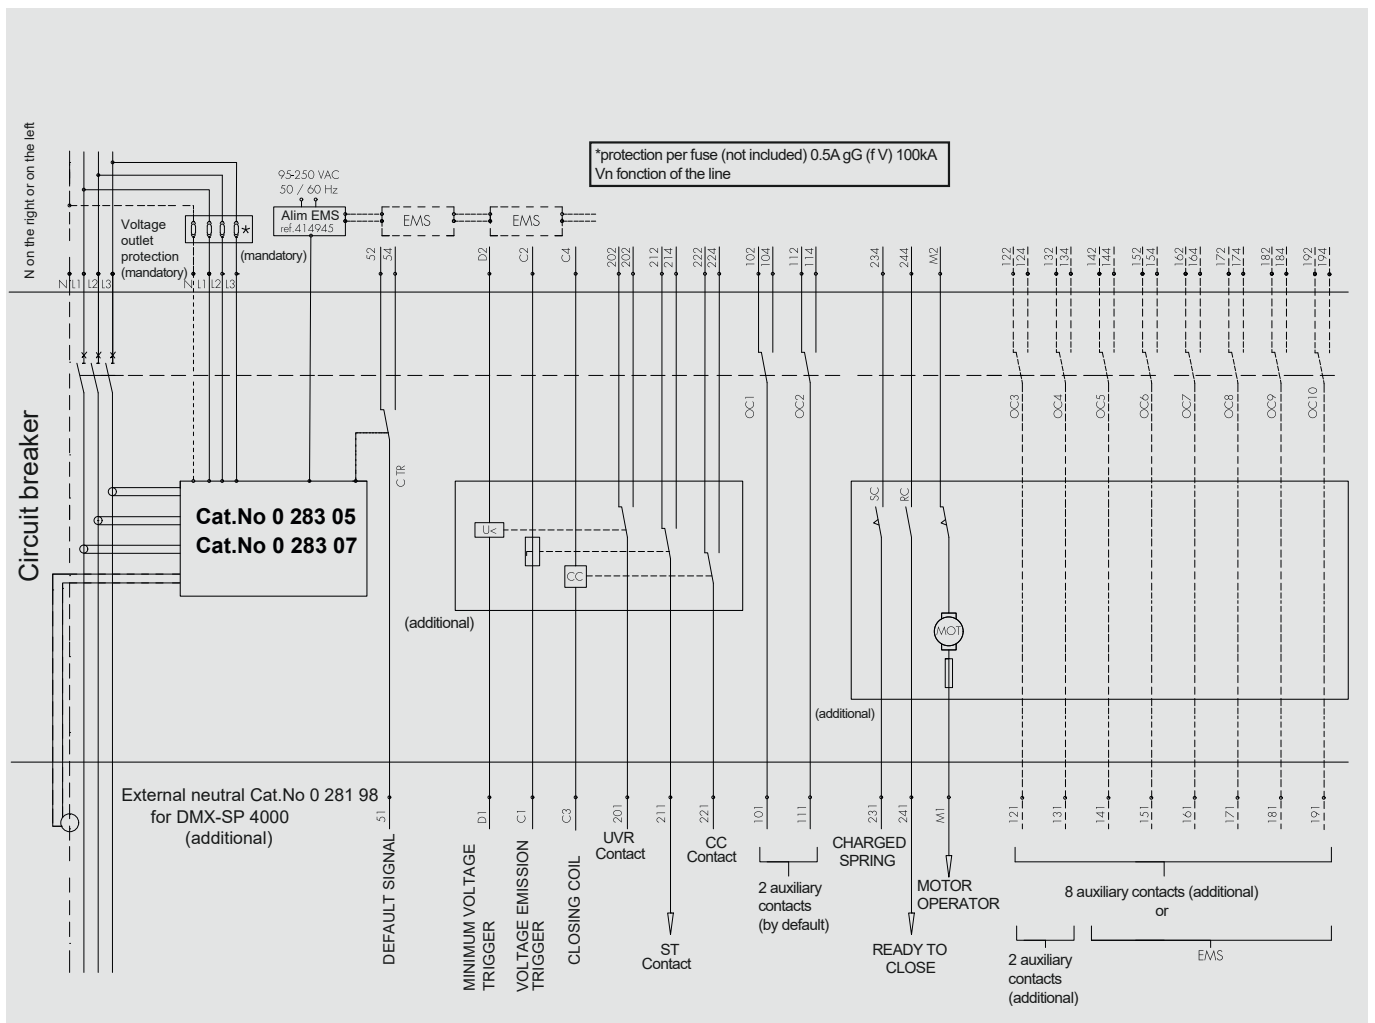 N on the right or on the left
*protection per fuse (not included) 0.5A gG (f V) 100kA
Vn fonction of the line
95-250 VAC
50 / 60 Hz
Alim EMS
ref.414945
EMS
EMS
Voltage
outlet
protection
(mandatory)
*
(mandatory)
N L1 L2 L3
N L1 L2 L3
52 54
D2
C2
C4
202 202
212 214
222 224
102 104
112 114
234
244
M2
122 124
132 134
142 144
152 154
162 164
172 174
182 184
192 194
Circuit breaker
C TR
OC1
OC2
OC3
OC4
OC5
OC6
OC7
OC8
OC9
OC10
Cat.No 0 283 05
Cat.No 0 283 07
U<
CC
SC
RC
MOT
(additional)
(additional)
External neutral Cat.No 0 281 98
for DMX-SP 4000
(additional)
51
D1
C1
C3
201
211
221
101
111
231
241
M1
121
131
141
151
161
171
181
191
DEFAULT SIGNAL
MINIMUM VOLTAGE
TRIGGER
VOLTAGE EMISSION
TRIGGER
CLOSING COIL
UVR
Contact
ST
Contact
CC
Contact
2 auxiliary
contacts
(by default)
CHARGED
SPRING
READY TO
CLOSE
MOTOR
OPERATOR
8 auxiliary contacts (additional)
or
2 auxiliary
contacts
(additional)
EMS